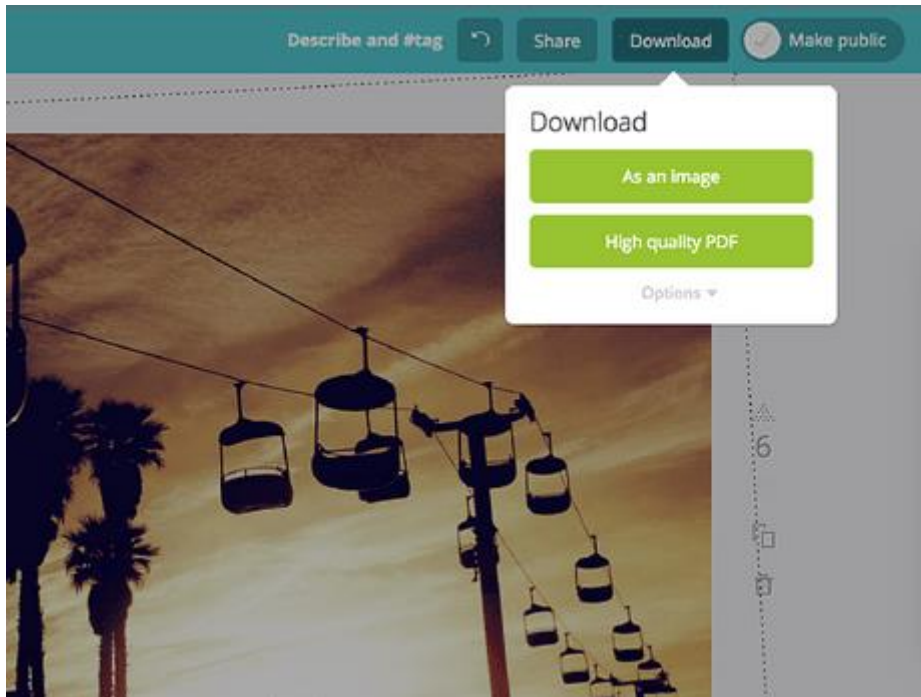 Describe and #tag
Share
Download
Make public
Download
As an image
High quality PDF
Options
6